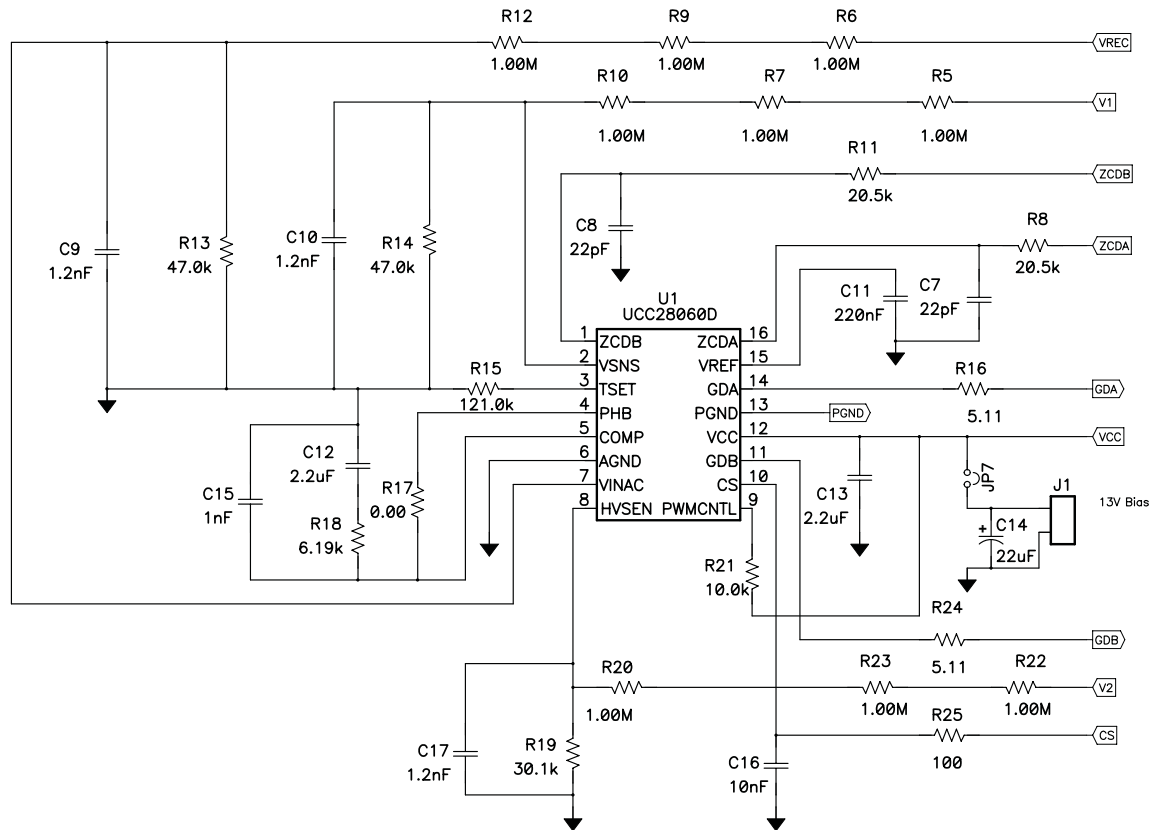 R12
R9
R6
VREC
1.00M
1.00M
1.00M
R10
R7
R5
V1
1.00M
1.00M
1.00M
R11
ZCDB
20.5k
C8
22pF
R8
ZCDA
20.5k
C9
1.2nF
R13
47.0k
C10
1.2nF
R14
47.0k
C11
220nF
C7
22pF
U1
UCC28060D
1 ZCDB
2 VSNS
3 TSET
4 PHB
5 COMP
6 AGND
7 VINAC
8 HVSEN
ZCDA 16
VREF 15
GDA 14
PGND 13
VCC 12
GDB 11
CS 10
PWMCNTL 9
R15
121.0k
R16
5.11
GDA
PGND
VCC
C12
2.2uF
C15
1nF
R17
0.00
R18
6.19k
C13
2.2uF
JP7
J1
13V Bias
C14
+
22uF
R21
10.0k
R24
5.11
GDB
R20
1.00M
R23
1.00M
R22
1.00M
V2
R25
100
CS
C17
1.2nF
R19
30.1k
C16
10nF